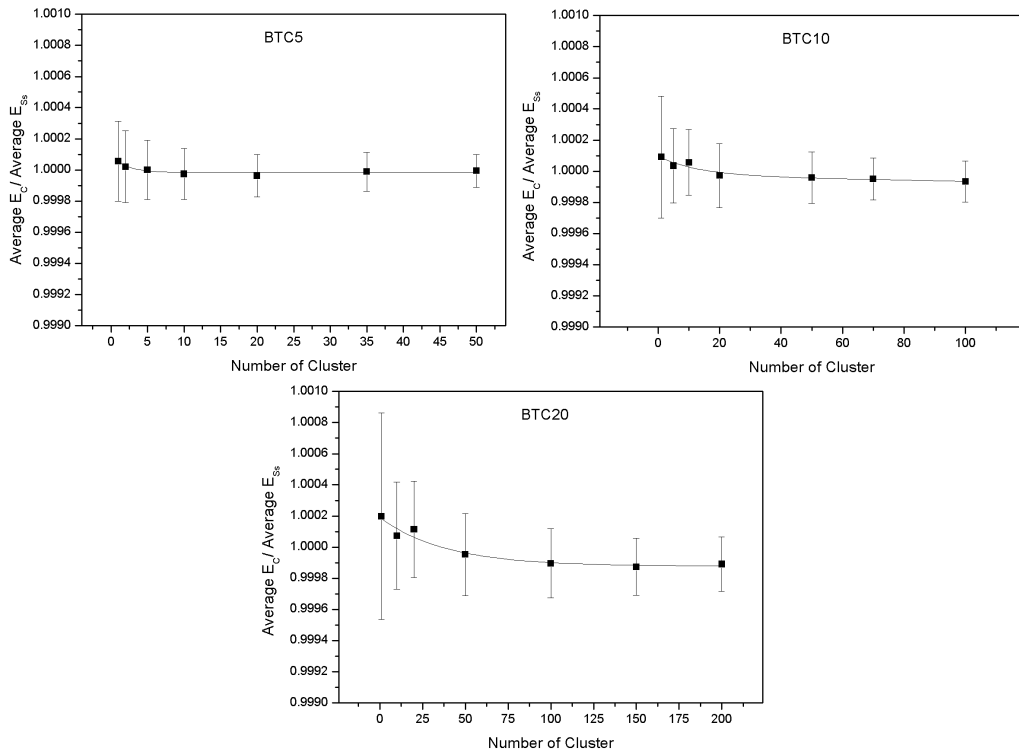 BTC5
1.0010
1.0008
1.0006
1.0004
1.0002
1.0000
0.9998
0.9996
0.9994
0.9992
0.9990
Average E_C/ Average E_Ss
0 5 10 15 20 25 30 35 40 45 50
Number of Cluster
BTC10
1.0010
1.0008
1.0006
1.0004
1.0002
1.0000
0.9998
0.9996
0.9994
0.9992
0.9990
Average E_C/ Average E_Ss
0 20 40 60 80 100
Number of Cluster
BTC20
1.0010
1.0008
1.0006
1.0004
1.0002
1.0000
0.9998
0.9996
0.9994
0.9992
0.9990
Average E_C/ Average E_Ss
0 25 50 75 100 125 150 175 200
Number of Cluster